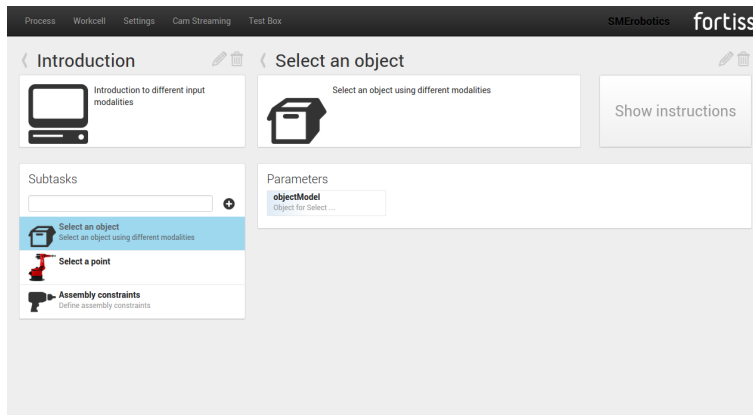 Process Workcell Settings Cam Streaming Test Box SMErobotics fortiss
Introduction
Introduction to different input
modalities
Subtasks
Select an object
Select an object using different modalities
Select a point
Assembly constraints
Define assembly constraints
Select an object
Select an object using different modalities
Show instructions
Parameters
objectModel
Object for Select ...